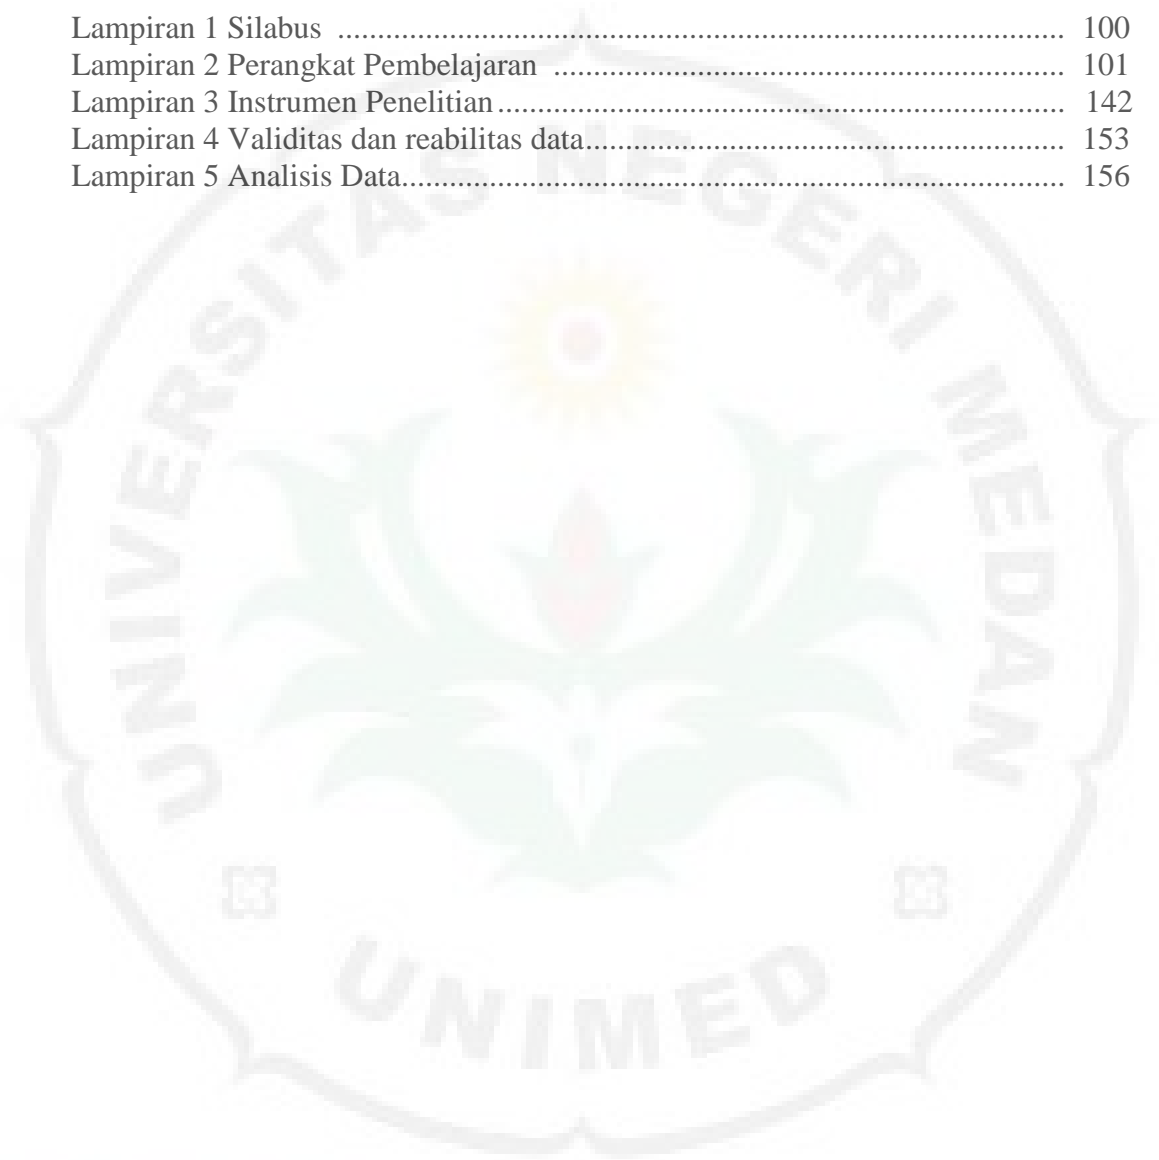 Lampiran 1 Silabus ................................................................................ 100
Lampiran 2 Perangkat Pembelajaran ........................................................ 101
Lampiran 3 Instrumen Penelitian .............................................................. 142
Lampiran 4 Validitas dan reabilitas data.................................................... 153
Lampiran 5 Analisis Data......................................................................... 156
UNIVERSITAS NEGERI MEDAN
UNIMED